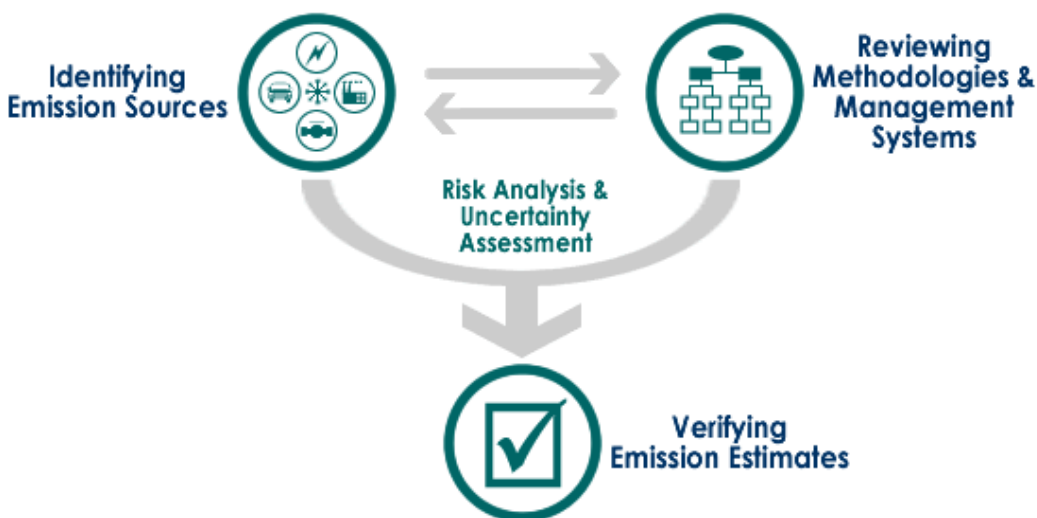 Identifying
Emission Sources
Reviewing
Methodologies &
Management
Systems
Risk Analysis &
Uncertainty
Assessment
Verifying
Emission Estimates